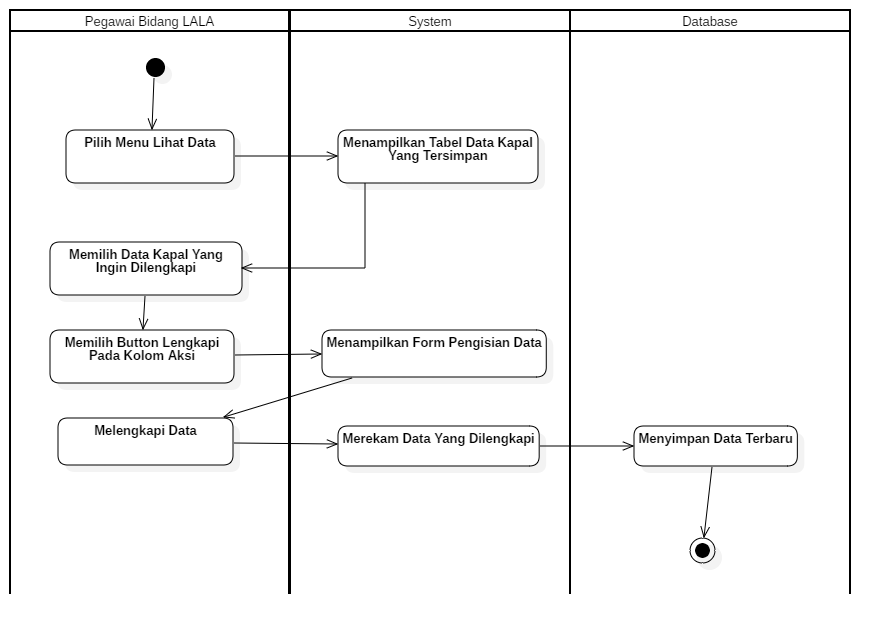 Pegawai Bidang LALA
System
Database
Pilih Menu Lihat Data
Menampilkan Tabel Data Kapal
Yang Tersimpan
Memilih Data Kapal Yang
Ingin Dilengkapi
Memilih Button Lengkapi
Pada Kolom Aksi
Menampilkan Form Pengisian Data
Melengkapi Data
Merekam Data Yang Dilengkapi
Menyimpan Data Terbaru